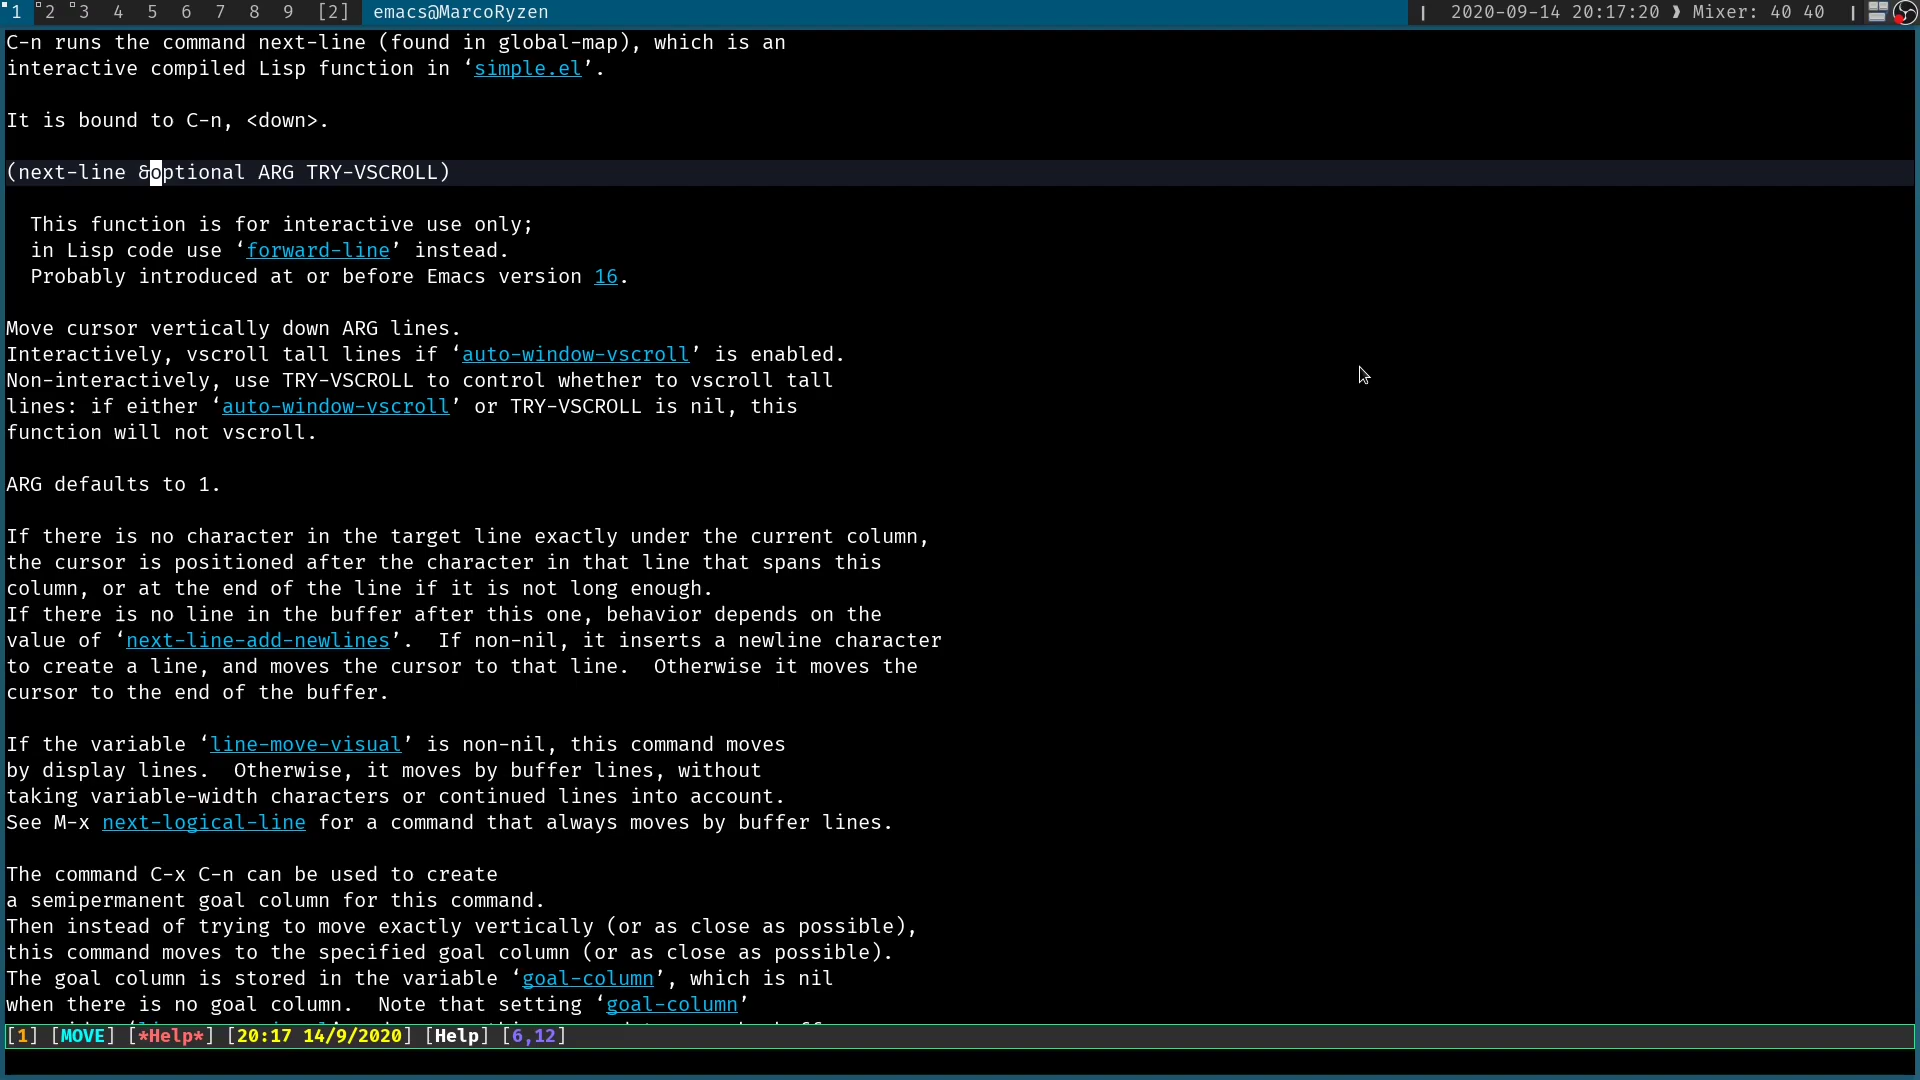 1 2 3 4 5 6 7 8 9 [2] emacs@MarcoRyzen | 2020-09-14 20:17:20 ❱ Mixer: 40 40 |
C-n runs the command next-line (found in global-map), which is an
interactive compiled Lisp function in ‘simple.el’.
It is bound to C-n, <down>.
(next-line &optional ARG TRY-VSCROLL)
This function is for interactive use only;
in Lisp code use ‘forward-line’ instead.
Probably introduced at or before Emacs version 16.
Move cursor vertically down ARG lines.
Interactively, vscroll tall lines if ‘auto-window-vscroll’ is enabled.
Non-interactively, use TRY-VSCROLL to control whether to vscroll tall
lines: if either ‘auto-window-vscroll’ or TRY-VSCROLL is nil, this
function will not vscroll.
ARG defaults to 1.
If there is no character in the target line exactly under the current column,
the cursor is positioned after the character in that line that spans this
column, or at the end of the line if it is not long enough.
If there is no line in the buffer after this one, behavior depends on the
value of ‘next-line-add-newlines’.  If non-nil, it inserts a newline character
to create a line, and moves the cursor to that line.  Otherwise it moves the
cursor to the end of the buffer.
If the variable ‘line-move-visual’ is non-nil, this command moves
by display lines.  Otherwise, it moves by buffer lines, without
taking variable-width characters or continued lines into account.
See M-x next-logical-line for a command that always moves by buffer lines.
The command C-x C-n can be used to create
a semipermanent goal column for this command.
Then instead of trying to move exactly vertically (or as close as possible),
this command moves to the specified goal column (or as close as possible).
The goal column is stored in the variable ‘goal-column’, which is nil
when there is no goal column.  Note that setting ‘goal-column’
[1] [MOVE] [*Help*] [20:17 14/9/2020] [Help] [6,12]